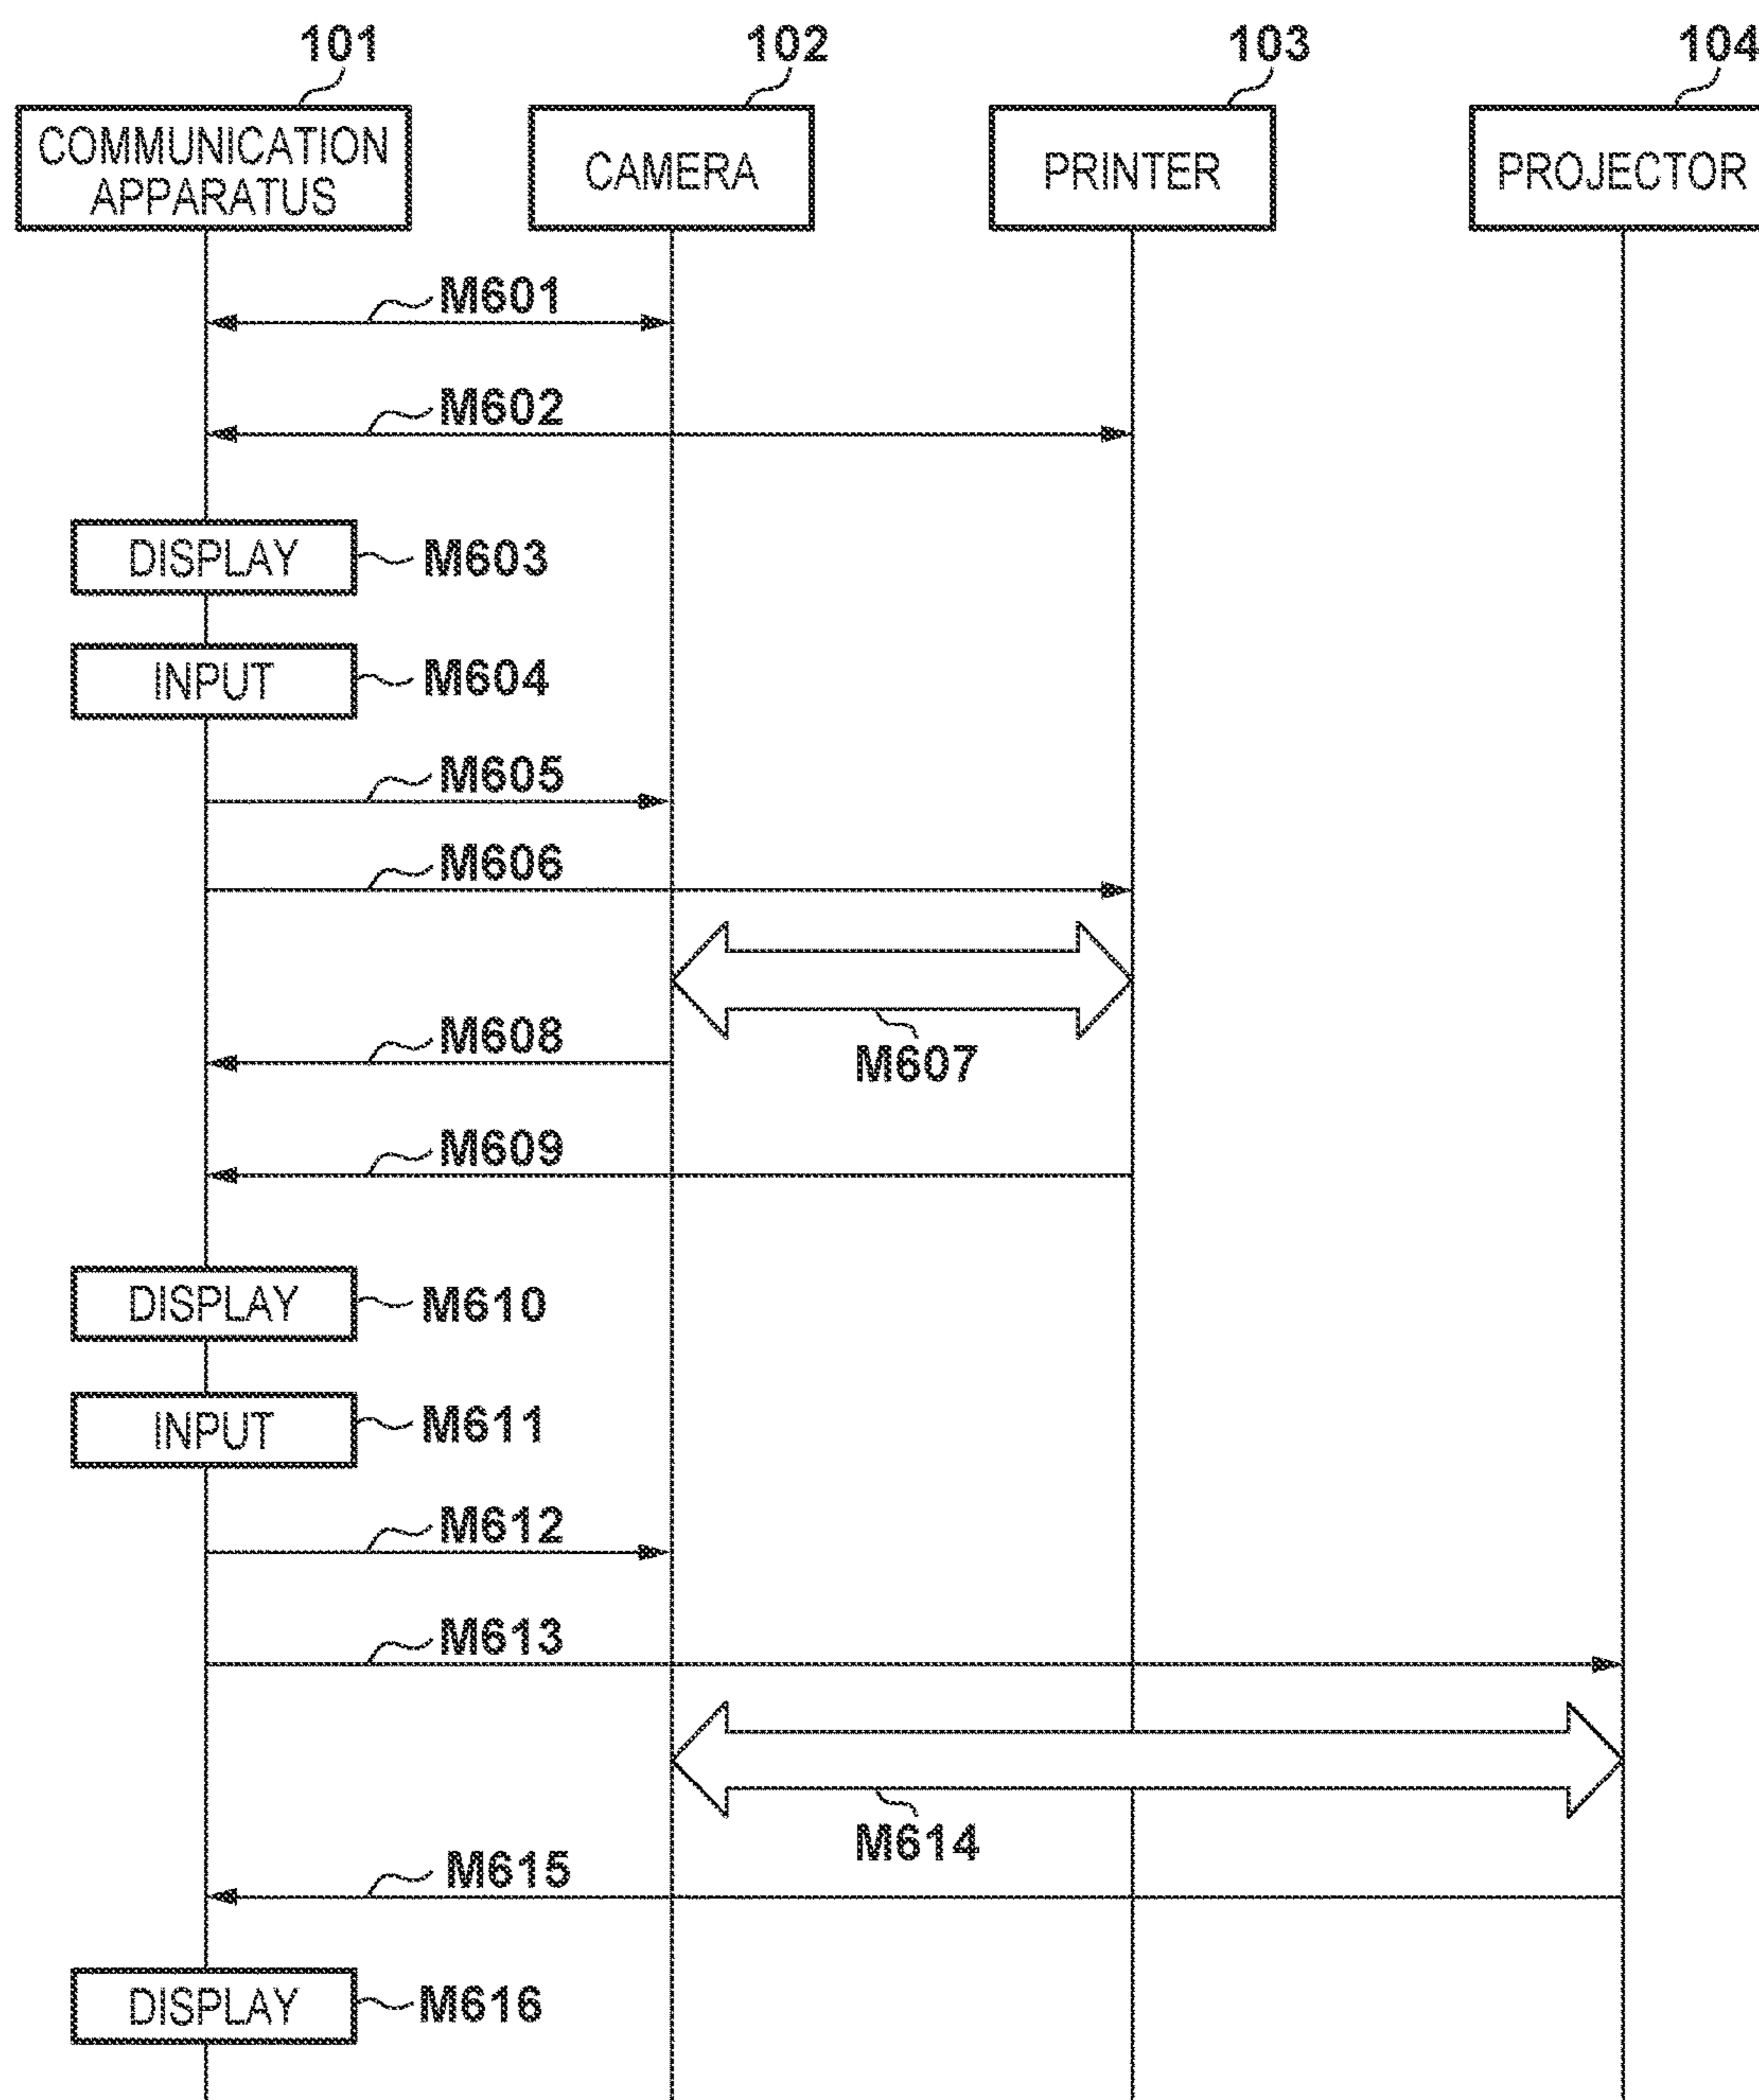 101
102
103
104
COMMUNICATION
APPARATUS
CAMERA
PRINTER
PROJECTOR
M601
M602
DISPLAY
M603
INPUT
M604
M605
M606
M607
M608
M609
DISPLAY
M610
INPUT
M611
M612
M613
M614
M615
DISPLAY
M616